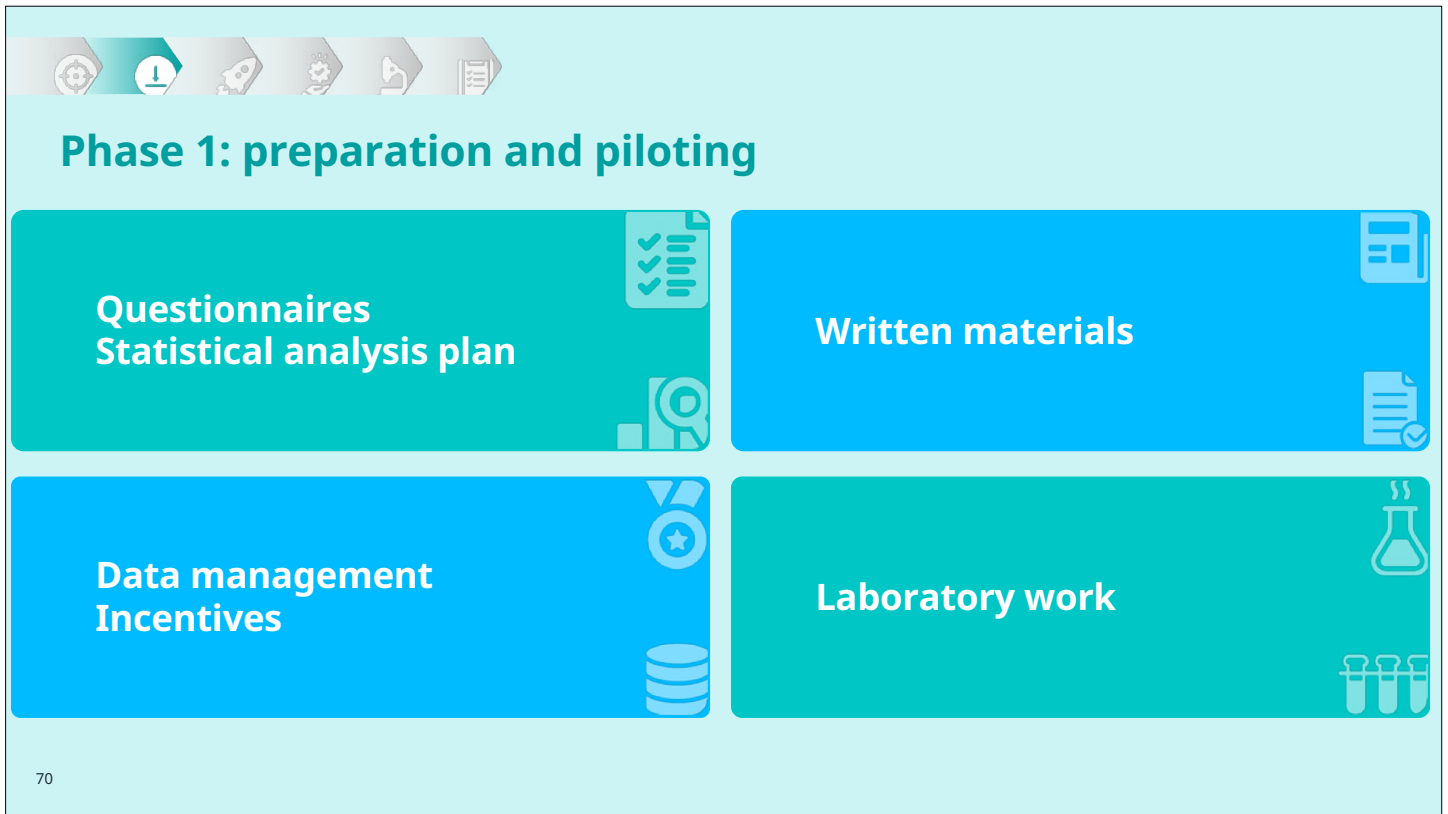 Phase 1: preparation and piloting
Questionnaires
Statistical analysis plan
Written materials
Data management
Incentives
Laboratory work
70